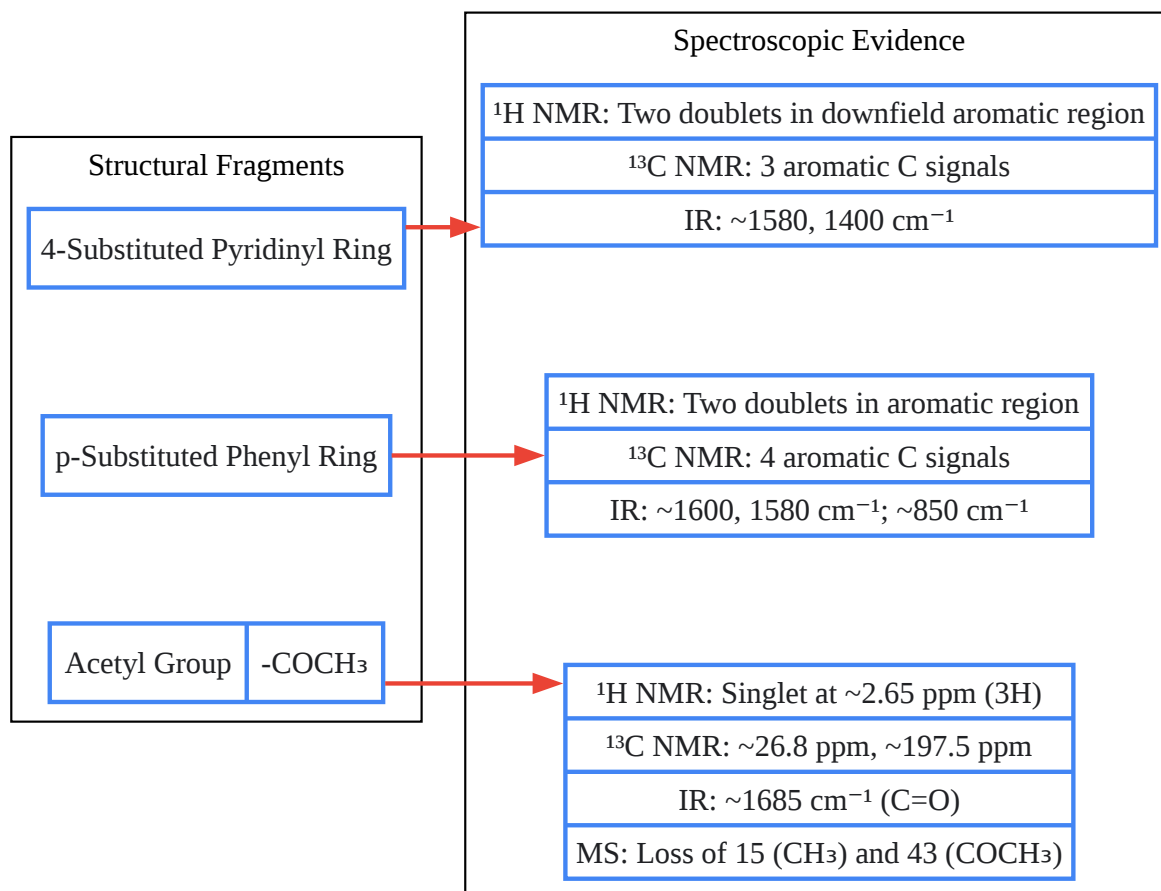 Spectroscopic Evidence
¹H NMR: Two doublets in downfield aromatic region
¹³C NMR: 3 aromatic C signals
IR: ~1580, 1400 cm⁻¹
Structural Fragments
4-Substituted Pyridinyl Ring
p-Substituted Phenyl Ring
¹H NMR: Two doublets in aromatic region
¹³C NMR: 4 aromatic C signals
IR: ~1600, 1580 cm⁻¹; ~850 cm⁻¹
Acetyl Group
-COCH₃
¹H NMR: Singlet at ~2.65 ppm (3H)
¹³C NMR: ~26.8 ppm, ~197.5 ppm
IR: ~1685 cm⁻¹ (C=O)
MS: Loss of 15 (CH₃) and 43 (COCH₃)